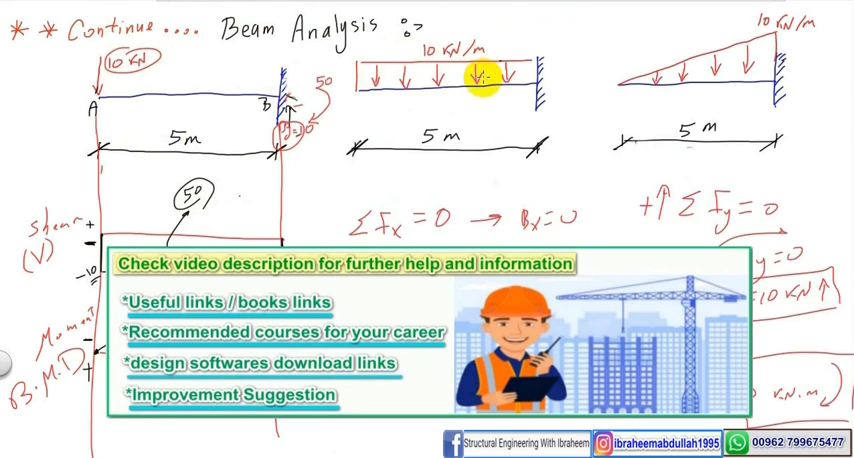 * * Continue .... Beam Analysis :->
10 KN
10 KN/m
10 KN/m
A
B
50
5 m
5 m
5 m
50
Shear
(V)
+
-
-10
ΣFx = 0 → Bx = 0
+↑ ΣFy = 0
y = 0
= 10 KN ↑
Check video description for further help and information
*Useful links / books links
*Recommended courses for your career
*design softwares download links
*Improvement Suggestion
Moment
B.M.D
-
+
KN.m
Structural Engineering With Ibraheem
ibraheemabdullah1995
00962 799675477